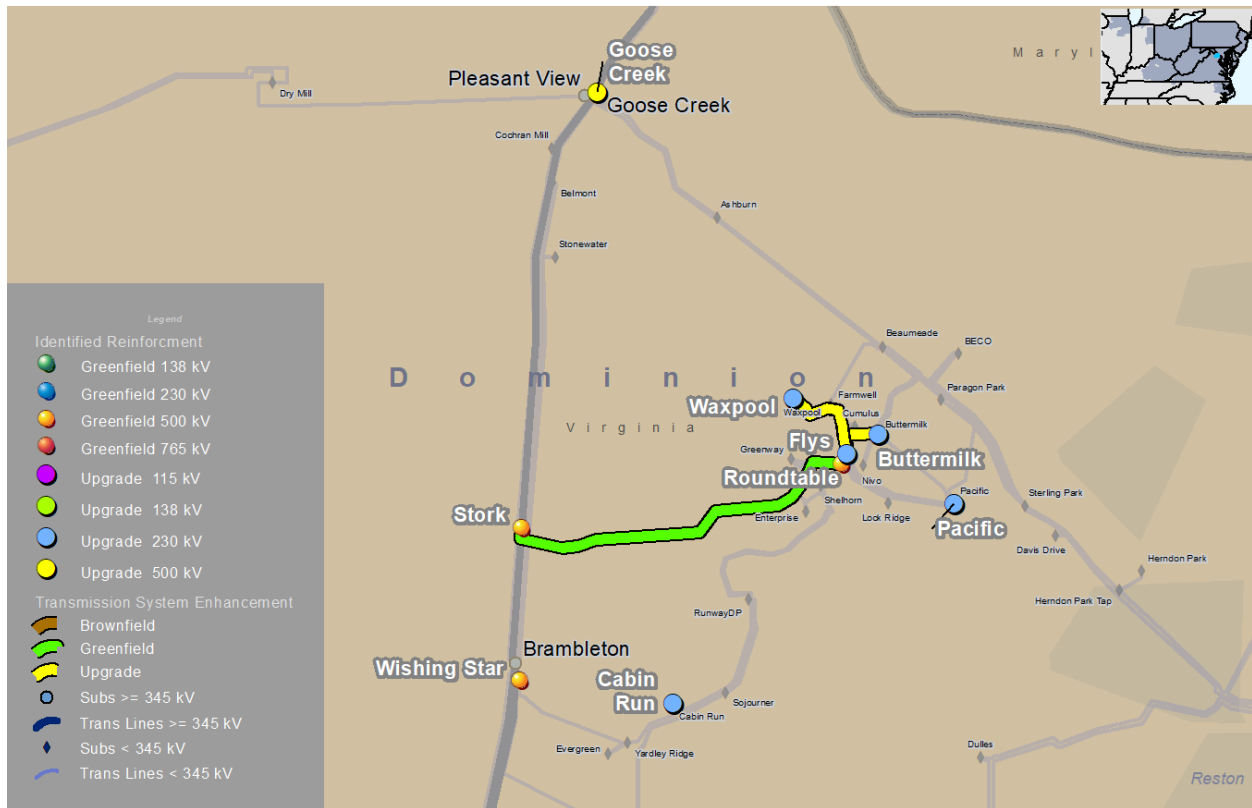 Goose
Creek
Pleasant View
Goose Creek
Maryl
Dry Mill
Cochran Mill
Belmont
Ashburn
Stonewater
Legend
Identified Reinforcment
Greenfield 138 kV
Greenfield 230 kV
Greenfield 500 kV
Greenfield 765 kV
Upgrade 115 kV
Upgrade 138 kV
Upgrade 230 kV
Upgrade 500 kV
Transmission System Enhancement
Brownfield
Greenfield
Upgrade
Subs >= 345 kV
Trans Lines >= 345 kV
Subs < 345 kV
Trans Lines < 345 kV
Dominion
Virginia
Beaumeade
BECO
Paragon Park
Farmwell
Waxpool
Waxpool
Cumulus
Buttermilk
Flys
Buttermilk
Greenway
Roundtable
Nivo
Shelhorn
Enterprise
Lock Ridge
Pacific
Pacific
Sterling Park
Davis Drive
Stork
Herndon Park
Herndon Park Tap
RunwayDP
Brambleton
Wishing Star
Cabin
Run
Cabin Run
Sojourner
Evergreen
Yardley Ridge
Dulles
Reston